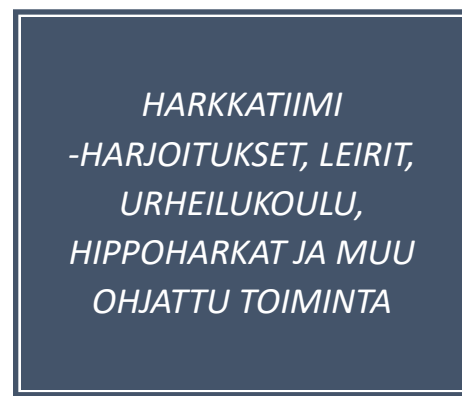 HARKKATIIMI
-HARJOITUKSET, LEIRIT,
URHEILUKOULU,
HIPPOHARKAT JA MUU
OHJATTU TOIMINTA